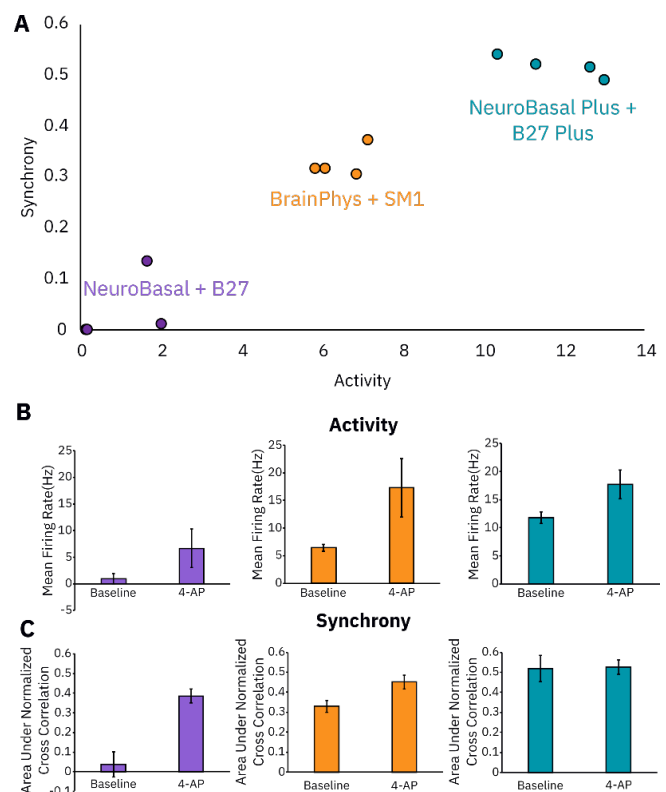 A
0.6
0.5
0.4
0.3
0.2
0.1
0
Synchrony
NeuroBasal Plus +
B27 Plus
BrainPhys + SM1
NeuroBasal + B27
0 2 4 6 8 10 12 14
Activity
B
Activity
Mean Firing Rate(Hz)
25
20
15
10
5
0
-5
Baseline 4-AP
Mean Firing Rate(Hz)
25
20
15
10
5
0
Baseline 4-AP
Mean Firing Rate(Hz)
25
20
15
10
5
0
Baseline 4-AP
C
Synchrony
Area Under Normalized
Cross Correlation
0.6
0.5
0.4
0.3
0.2
0.1
0
-0.1
Baseline 4-AP
Area Under Normalized
Cross Correlation
0.6
0.5
0.4
0.3
0.2
0.1
0
Baseline 4-AP
Area Under Normalized
Cross Correlation
0.6
0.5
0.4
0.3
0.2
0.1
0
Baseline 4-AP